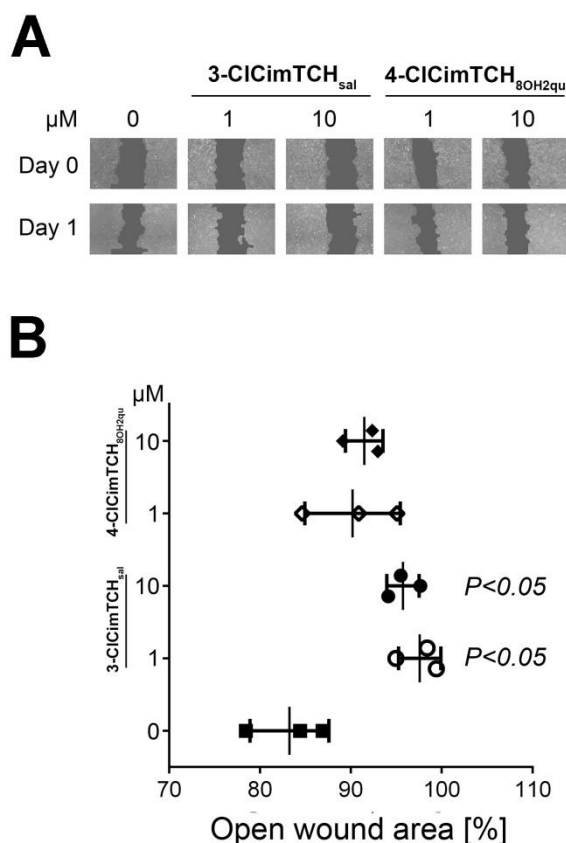 A
3-ClCimTCHsal 4-ClCimTCH8OH2qu
µM 0 1 10 1 10
Day 0
Day 1
B
µM
4-ClCimTCH8OH2qu
10
1
3-ClCimTCHsal
10 P<0.05
1 P<0.05
0
70 80 90 100 110
Open wound area [%]